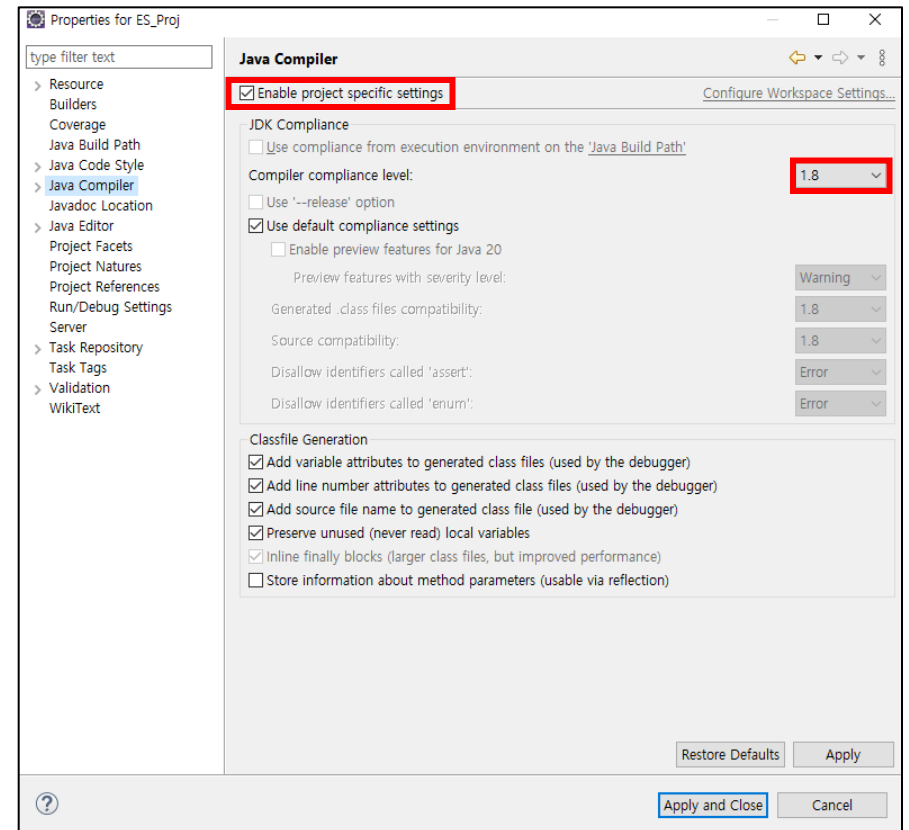 Properties for ES_Proj
type filter text
Resource
Builders
Coverage
Java Build Path
Java Code Style
Java Compiler
Javadoc Location
Java Editor
Project Facets
Project Natures
Project References
Run/Debug Settings
Server
Task Repository
Task Tags
Validation
WikiText
Java Compiler
Enable project specific settings Configure Workspace Settings...
JDK Compliance
Use compliance from execution environment on the 'Java Build Path'
Compiler compliance level: 1.8
Use '--release' option
Use default compliance settings
Enable preview features for Java 20
Preview features with severity level: Warning
Generated .class files compatibility: 1.8
Source compatibility: 1.8
Disallow identifiers called 'assert': Error
Disallow identifiers called 'enum': Error
Classfile Generation
Add variable attributes to generated class files (used by the debugger)
Add line number attributes to generated class files (used by the debugger)
Add source file name to generated class file (used by the debugger)
Preserve unused (never read) local variables
Inline finally blocks (larger class files, but improved performance)
Store information about method parameters (usable via reflection)
Restore Defaults Apply
? Apply and Close Cancel